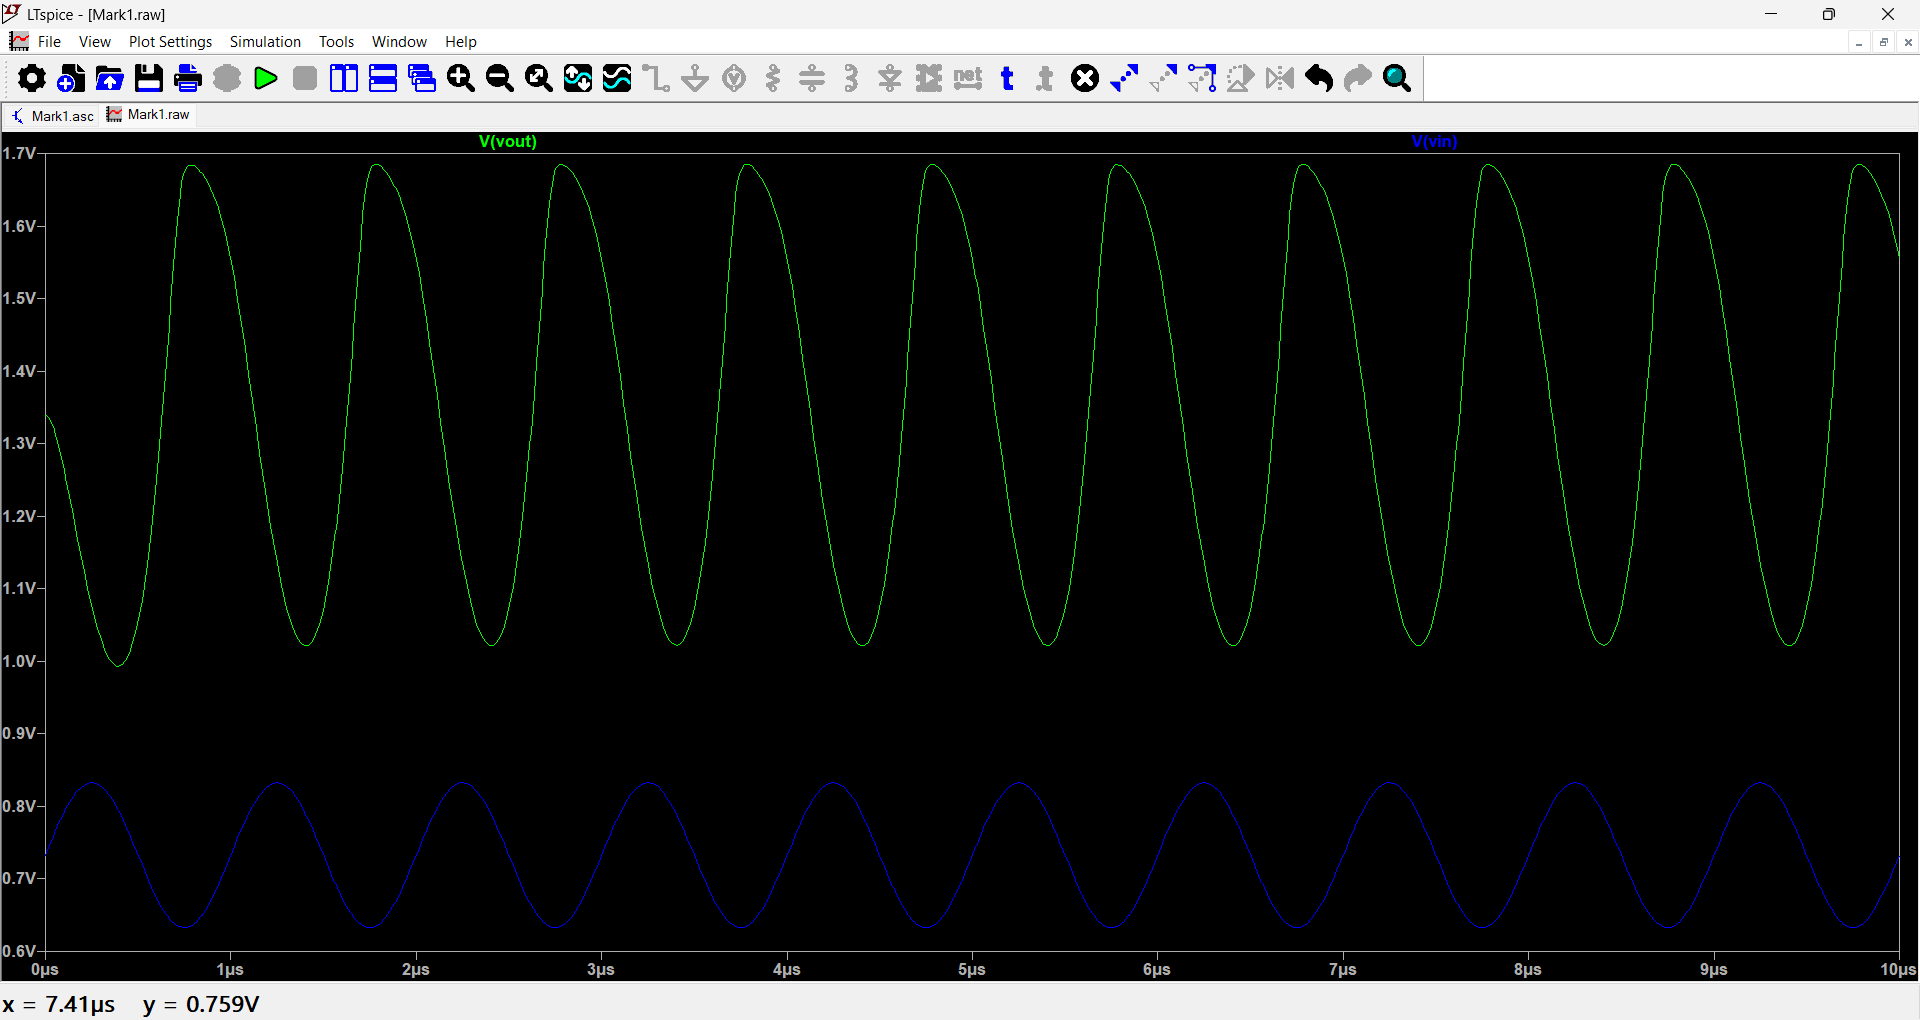 LTspice - [Mark1.raw]
File View Plot Settings Simulation Tools Window Help
net t .t
Mark1.asc Mark1.raw
V(vout) V(vin)
1.7V
1.6V
1.5V
1.4V
1.3V
1.2V
1.1V
1.0V
0.9V
0.8V
0.7V
0.6V
0µs 1µs 2µs 3µs 4µs 5µs 6µs 7µs 8µs 9µs 10µs
x = 7.41µs y = 0.759V